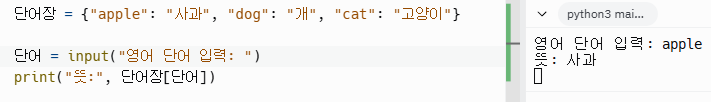 단어장 = {"apple": "사과", "dog": "개", "cat": "고양이"}
단어 = input("영어 단어 입력: ")
print("뜻:", 단어장[단어])
python3 mai...
영어 단어 입력: apple
뜻: 사과